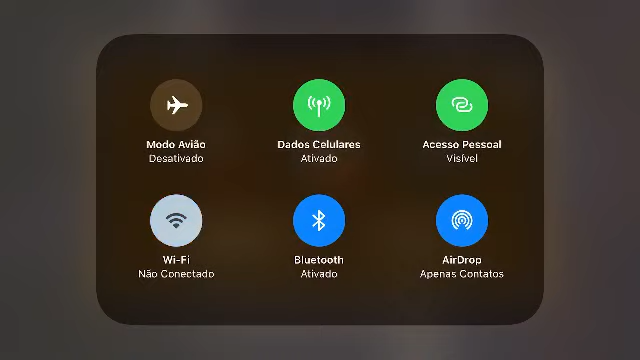 Modo Avião
Desativado
Dados Celulares
Ativado
Acesso Pessoal
Visível
Wi-Fi
Não Conectado
Bluetooth
Ativado
AirDrop
Apenas Contatos